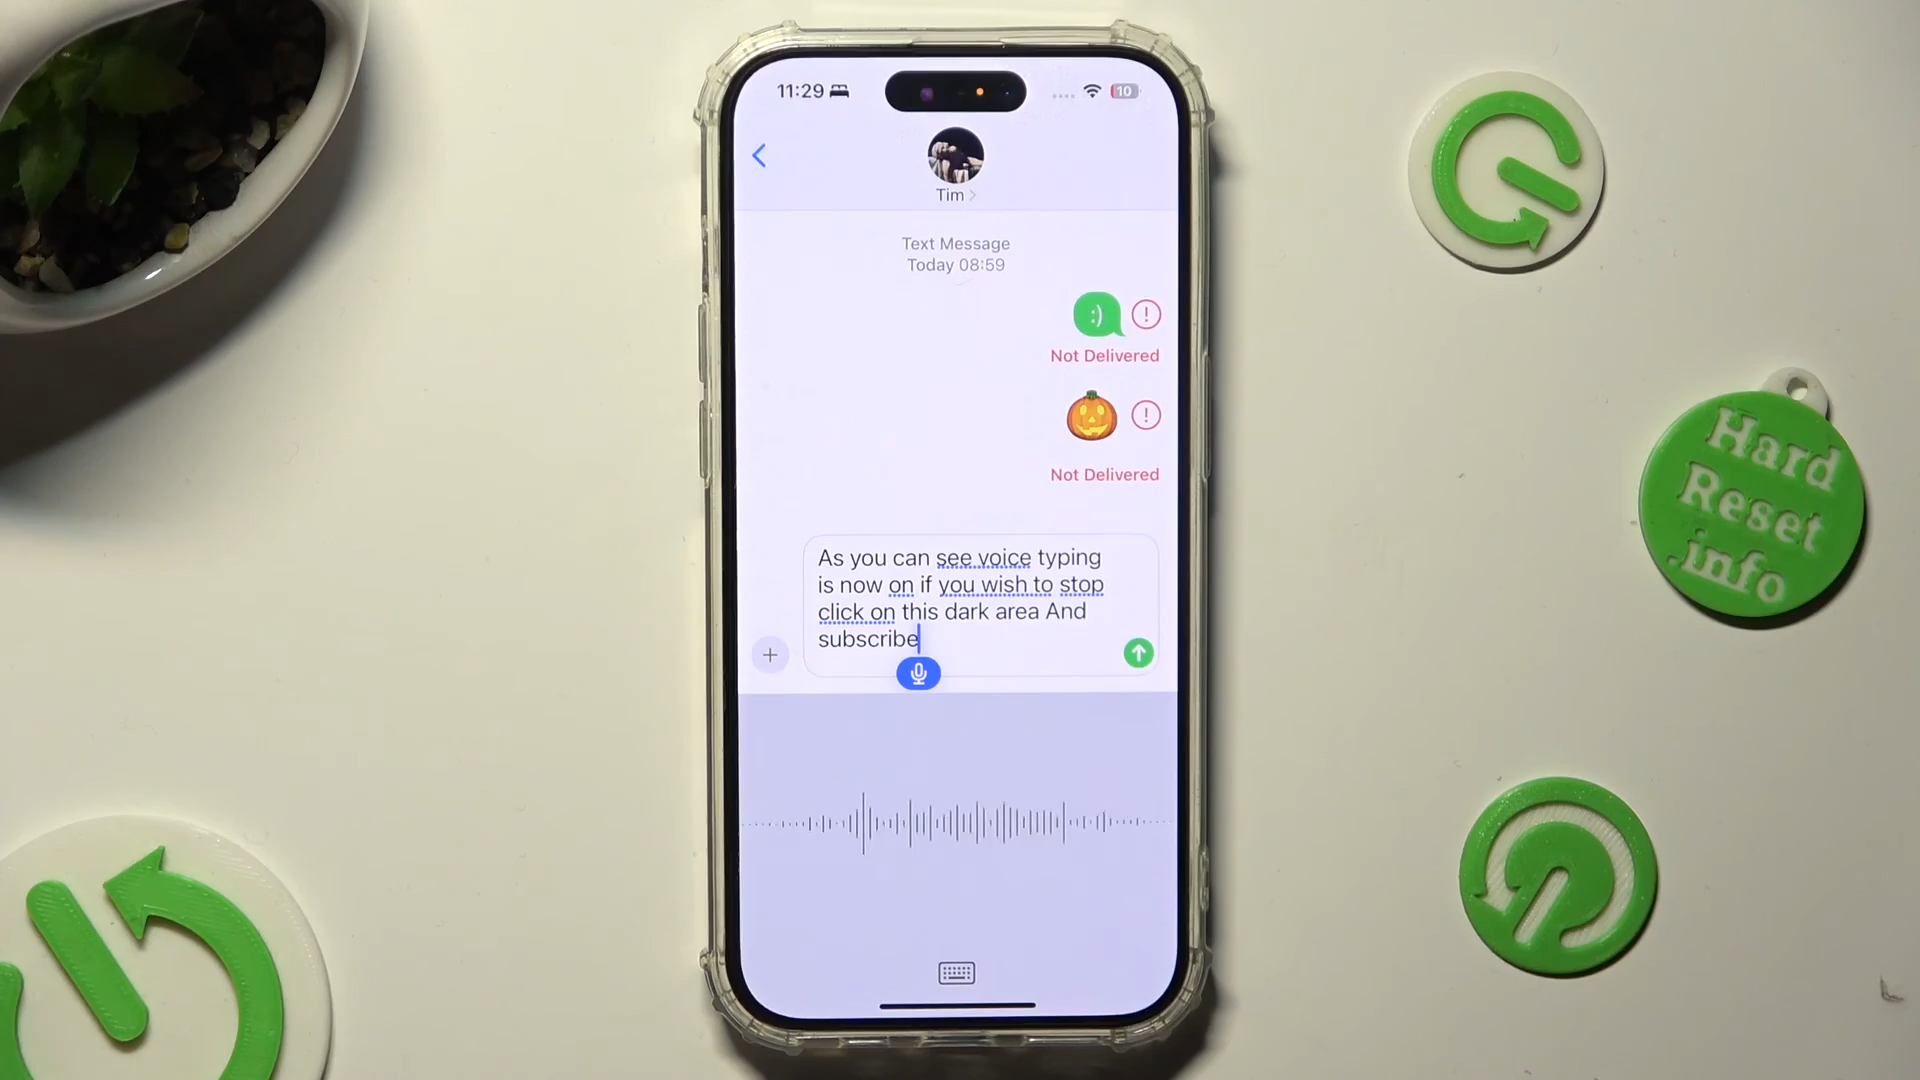 11:29
10
Tim
Text Message
Today 08:59
:)
Not Delivered
Not Delivered
As you can see voice typing
is now on if you wish to stop
click on this dark area And
subscribe
Hard
Reset
.info